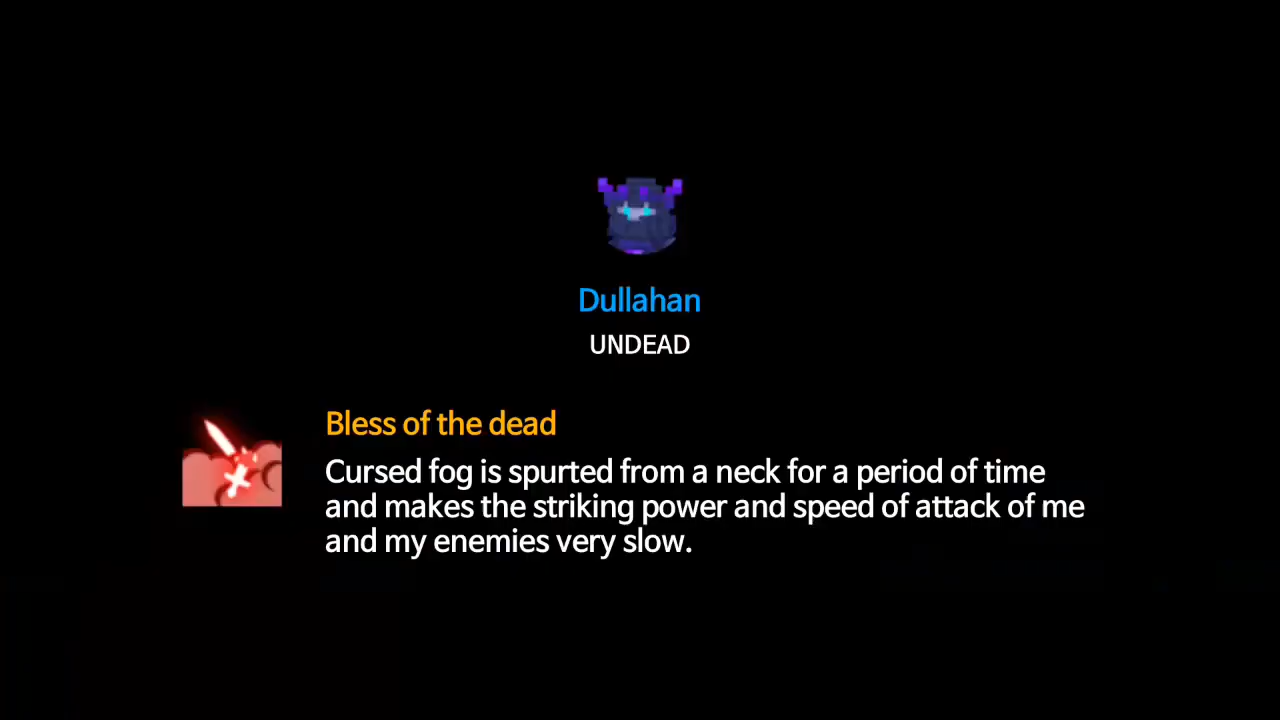 Dullahan
UNDEAD
Bless of the dead
Cursed fog is spurted from a neck for a period of time
and makes the striking power and speed of attack of me
and my enemies very slow.